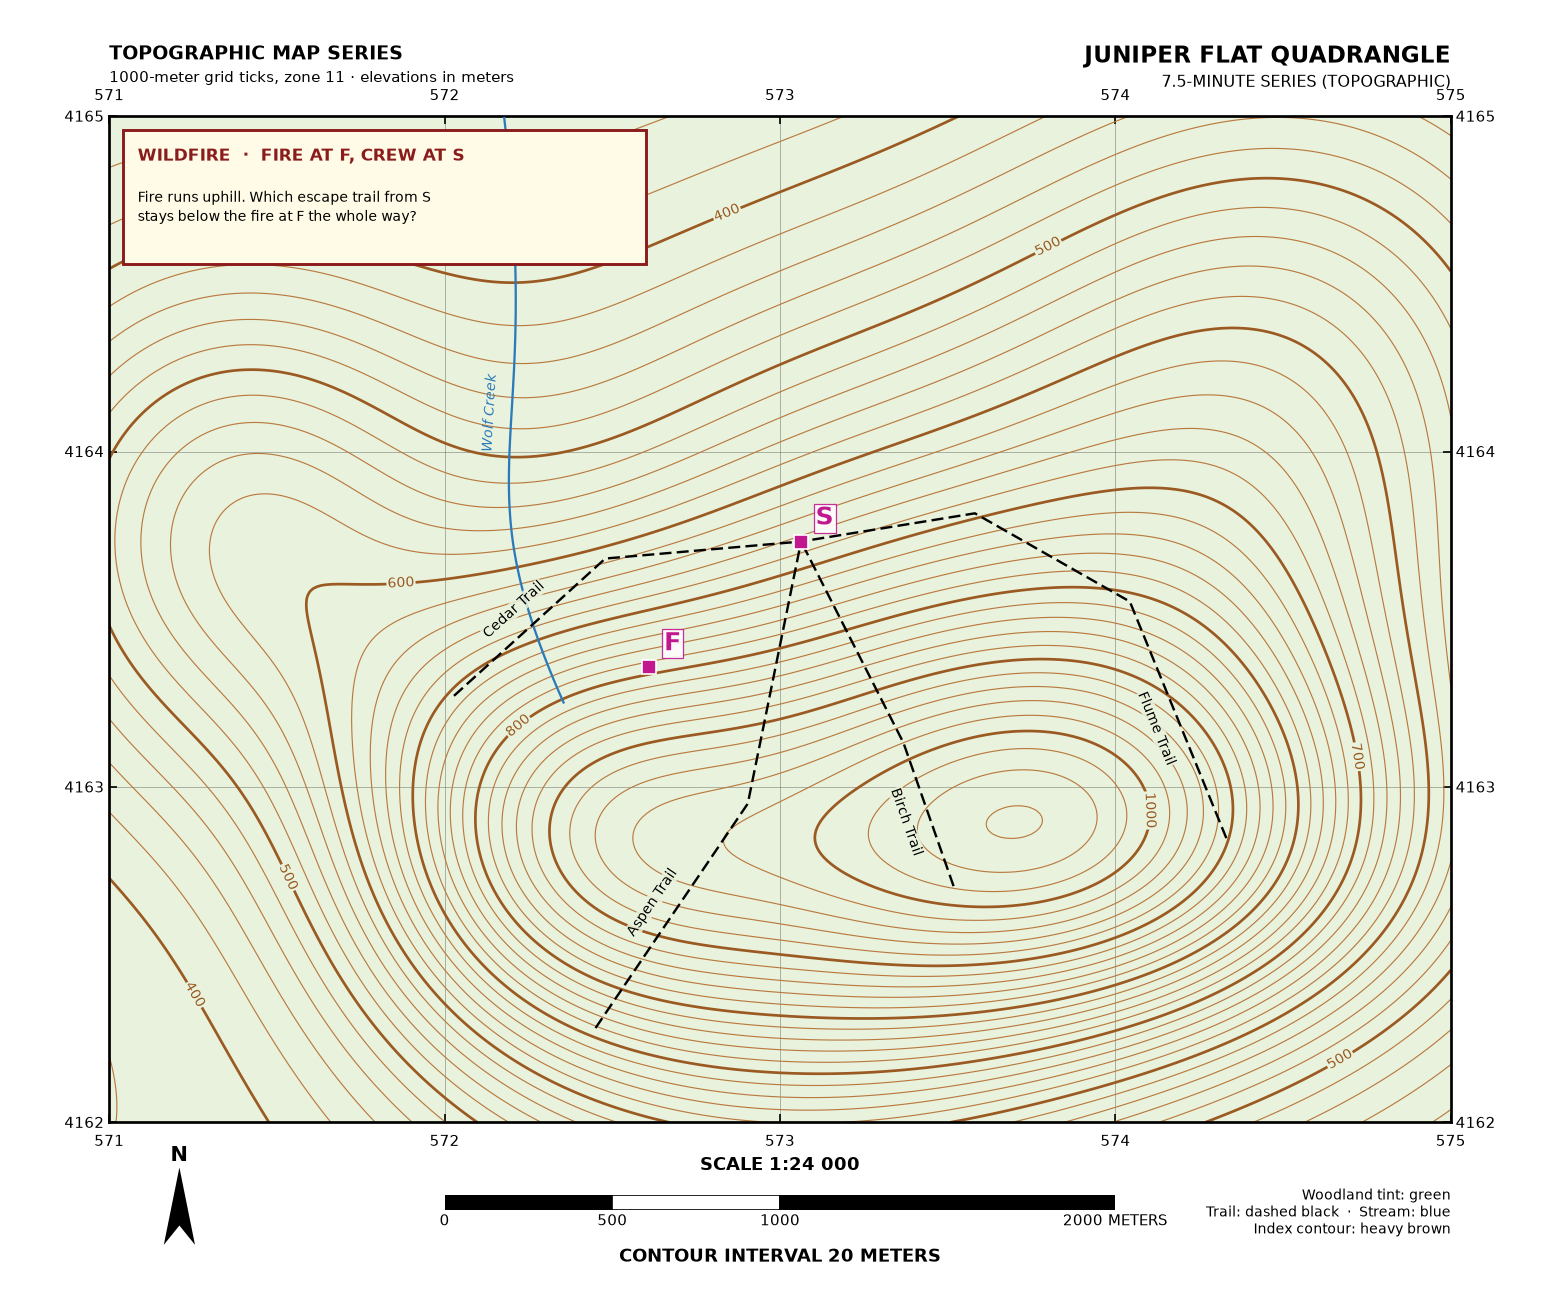 TOPOGRAPHIC MAP SERIES
JUNIPER FLAT QUADRANGLE
1000-meter grid ticks, zone 11 · elevations in meters
7.5-MINUTE SERIES (TOPOGRAPHIC)
571
572
573
574
575
4165
4165
WILDFIRE · FIRE AT F, CREW AT S
Fire runs uphill. Which escape trail from S
stays below the fire at F the whole way?
400
500
Wolf Creek
4164
4164
S
600
Cedar Trail
F
800
Flume Trail
700
4163
4163
1000
Birch Trail
500
Aspen Trail
400
500
4162
4162
571
572
573
574
575
N
SCALE 1:24 000
0
500
1000
2000 METERS
Woodland tint: green
Trail: dashed black · Stream: blue
Index contour: heavy brown
CONTOUR INTERVAL 20 METERS